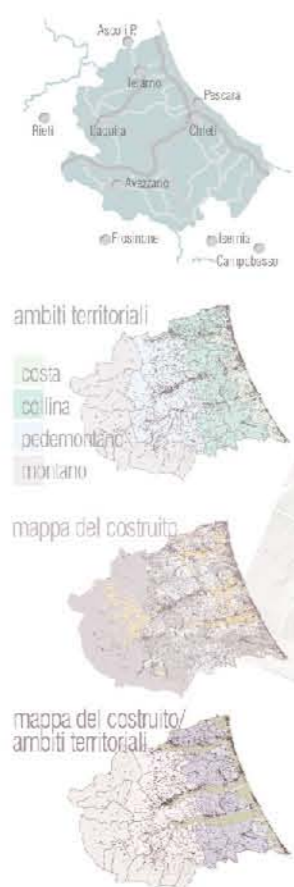 Ascoli P.
Teramo
Pescara
Rieti
L'aquila
Chieti
Avezzano
Frosinone
Isernia
Campobasso
ambiti territoriali
costa
collina
pedemontano
montano
mappa del costruito
mappa del costruito/
ambiti territoriali